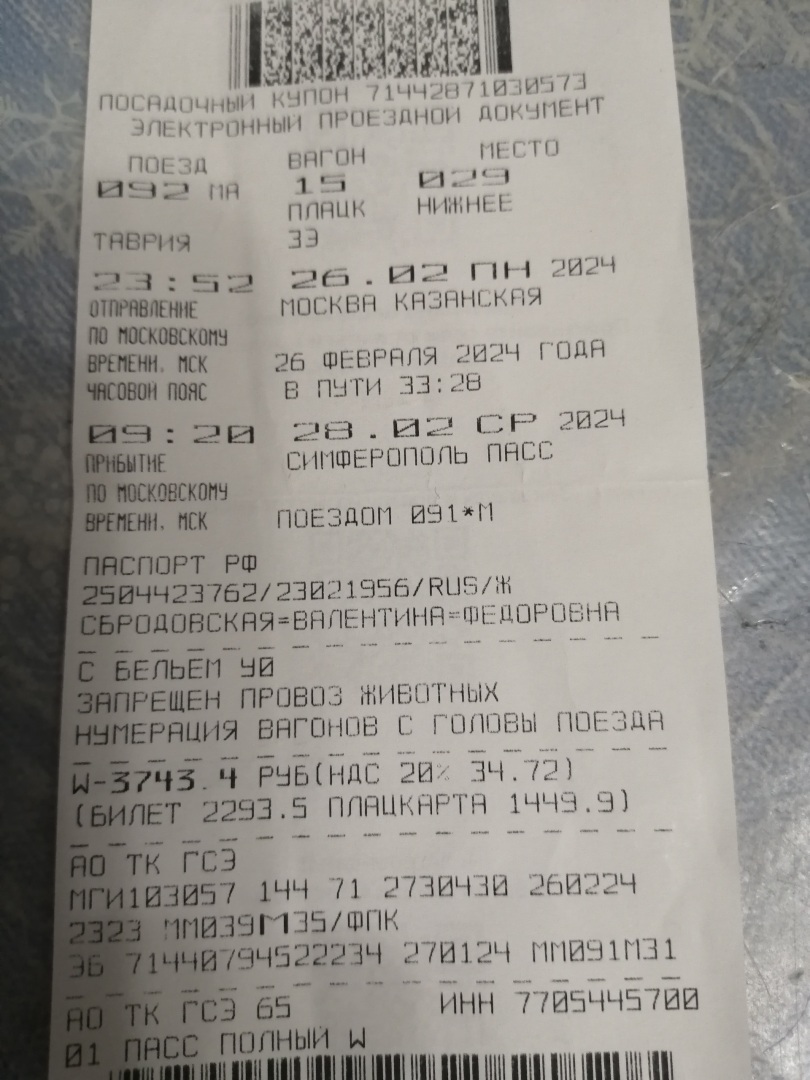 ПОСАДОЧНЫЙ КУПОН 71442871030573
ЭЛЕКТРОННЫЙ ПРОЕЗДНОЙ ДОКУМЕНТ
ПОЕЗД ВАГОН МЕСТО
092 МА 15 029
ПЛАЦК НИЖНЕЕ
ТАВРИЯ 3Э
23:52 26.02 ПН 2024
ОТПРАВЛЕНИЕ МОСКВА КАЗАНСКАЯ
ПО МОСКОВСКОМУ
ВРЕМЕНИ. МСК 26 ФЕВРАЛЯ 2024 ГОДА
ЧАСОВОЙ ПОЯС В ПУТИ 33:28
09:20 28.02 СР 2024
ПРИБЫТИЕ СИМФЕРОПОЛЬ ПАСС
ПО МОСКОВСКОМУ
ВРЕМЕНИ. МСК ПОЕЗДОМ 091*М
ПАСПОРТ РФ
2504423762/23021956/RUS/Ж
СБРОДОВСКАЯ=ВАЛЕНТИНА=ФЕДОРОВНА
С БЕЛЬЕМ У0
ЗАПРЕЩЕН ПРОВОЗ ЖИВОТНЫХ
НУМЕРАЦИЯ ВАГОНОВ С ГОЛОВЫ ПОЕЗДА
W-3743.4 РУБ(НДС 20% 34.72)
(БИЛЕТ 2293.5 ПЛАЦКАРТА 1449.9)
АО ТК ГСЭ
МГИ103057 144 71 2730430 260224
2323 ММ039М35/ФПК
ЭБ 71440794522234 270124 ММ091М31
АО ТК ГСЭ 65 ИНН 7705445700
01 ПАСС ПОЛНЫЙ W